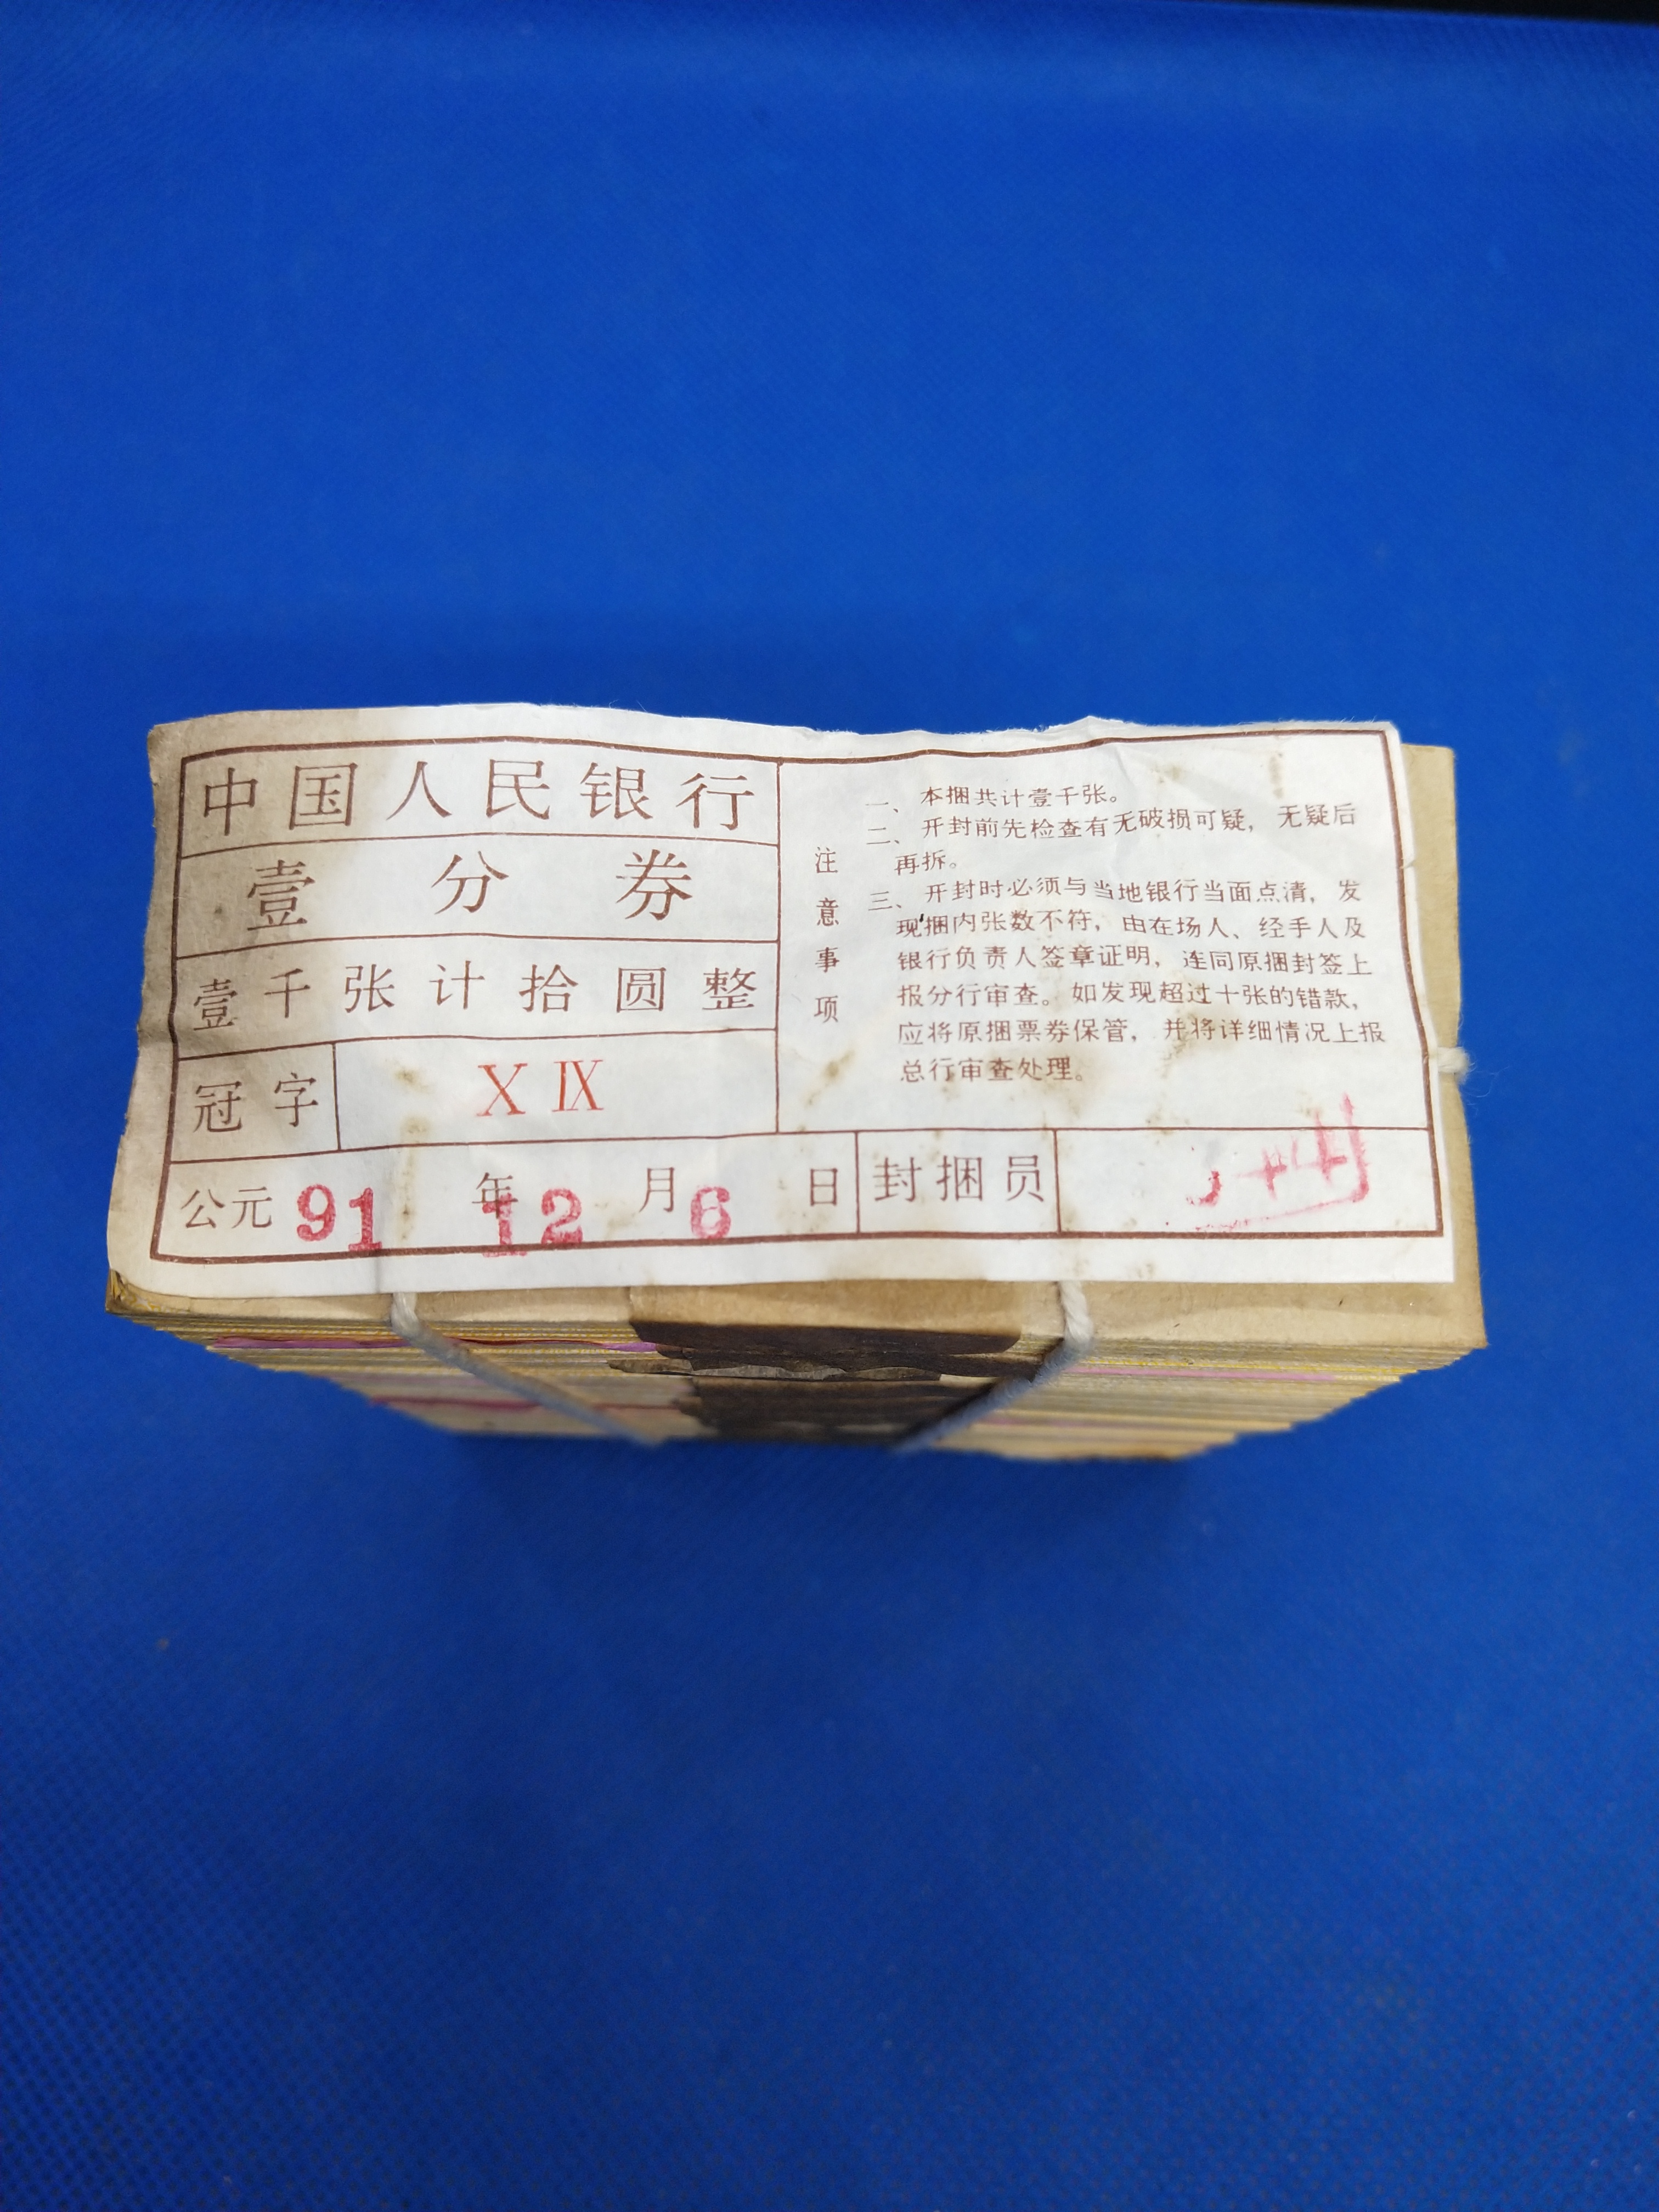 中国人民银行
壹分券
壹千张计拾圆整
冠字 X IX
注意事项
一、本捆共计壹千张。
二、开封前先检查有无破损可疑，无疑后
再拆。
三、开封时必须与当地银行当面点清，发
现捆内张数不符，由在场人、经手人及
银行负责人签章证明，连同原捆封签上
报分行审查。如发现超过十张的错款，
应将原捆票券保管，并将详细情况上报
总行审查处理。
公元 91 年 12 月 6 日 封捆员